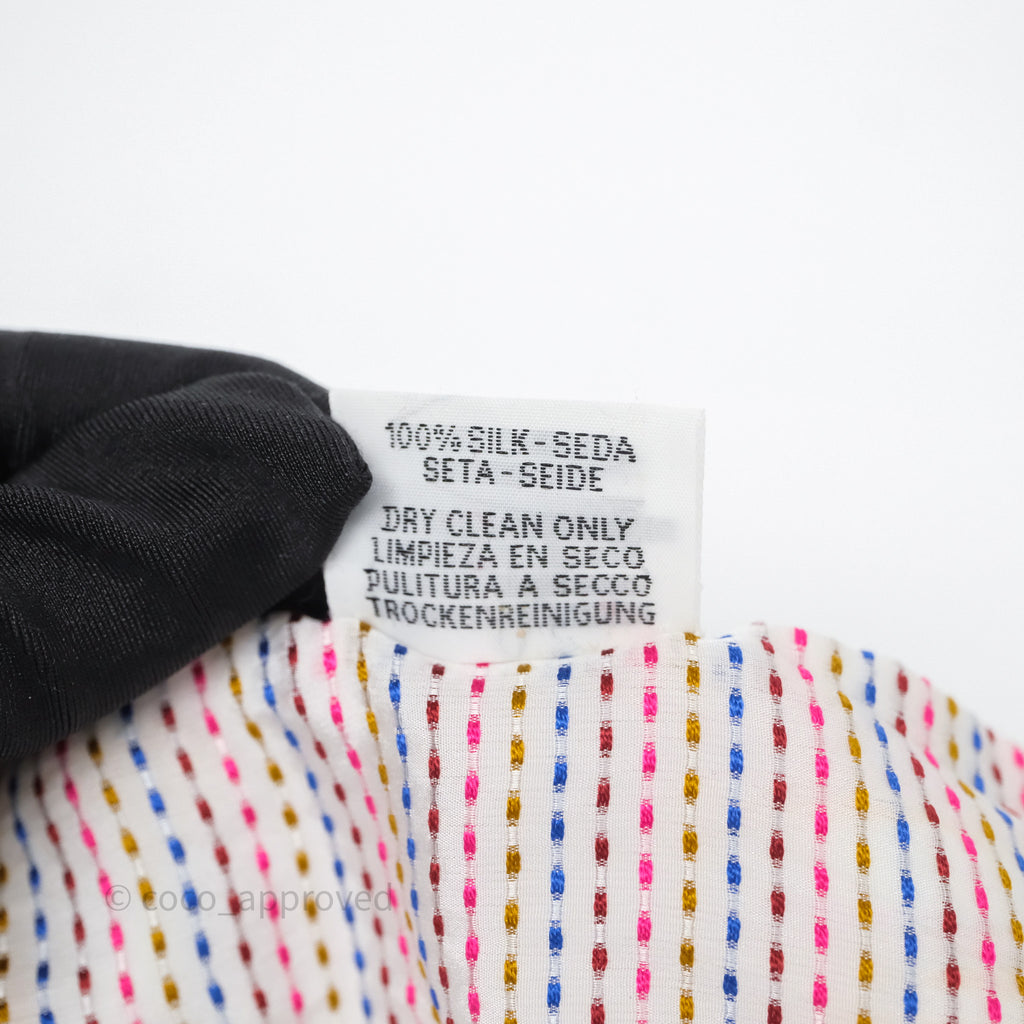 100% SILK-SEDA
SETA-SEIDE
DRY CLEAN ONLY
LIMPIEZA EN SECO
PULITURA A SECCO
TROCKENREINIGUNG
© coco_approved